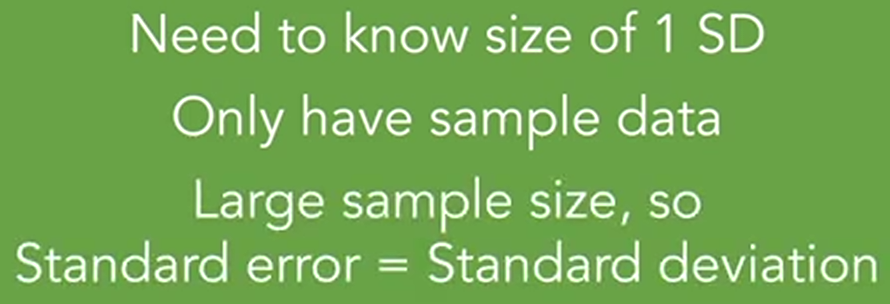 Need to know size of 1 SD
Only have sample data
Large sample size, so
Standard error = Standard deviation